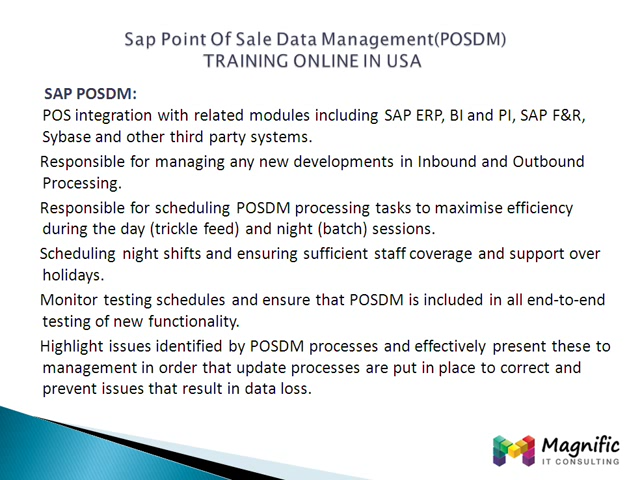 Sap Point Of Sale Data Management(POSDM)
TRAINING ONLINE IN USA
SAP POSDM:
POS integration with related modules including SAP ERP, BI and PI, SAP F&R,
Sybase and other third party systems.
Responsible for managing any new developments in Inbound and Outbound
Processing.
Responsible for scheduling POSDM processing tasks to maximise efficiency
during the day (trickle feed) and night (batch) sessions.
Scheduling night shifts and ensuring sufficient staff coverage and support over
holidays.
Monitor testing schedules and ensure that POSDM is included in all end-to-end
testing of new functionality.
Highlight issues identified by POSDM processes and effectively present these to
management in order that update processes are put in place to correct and
prevent issues that result in data loss.
Magnific
IT CONSULTING